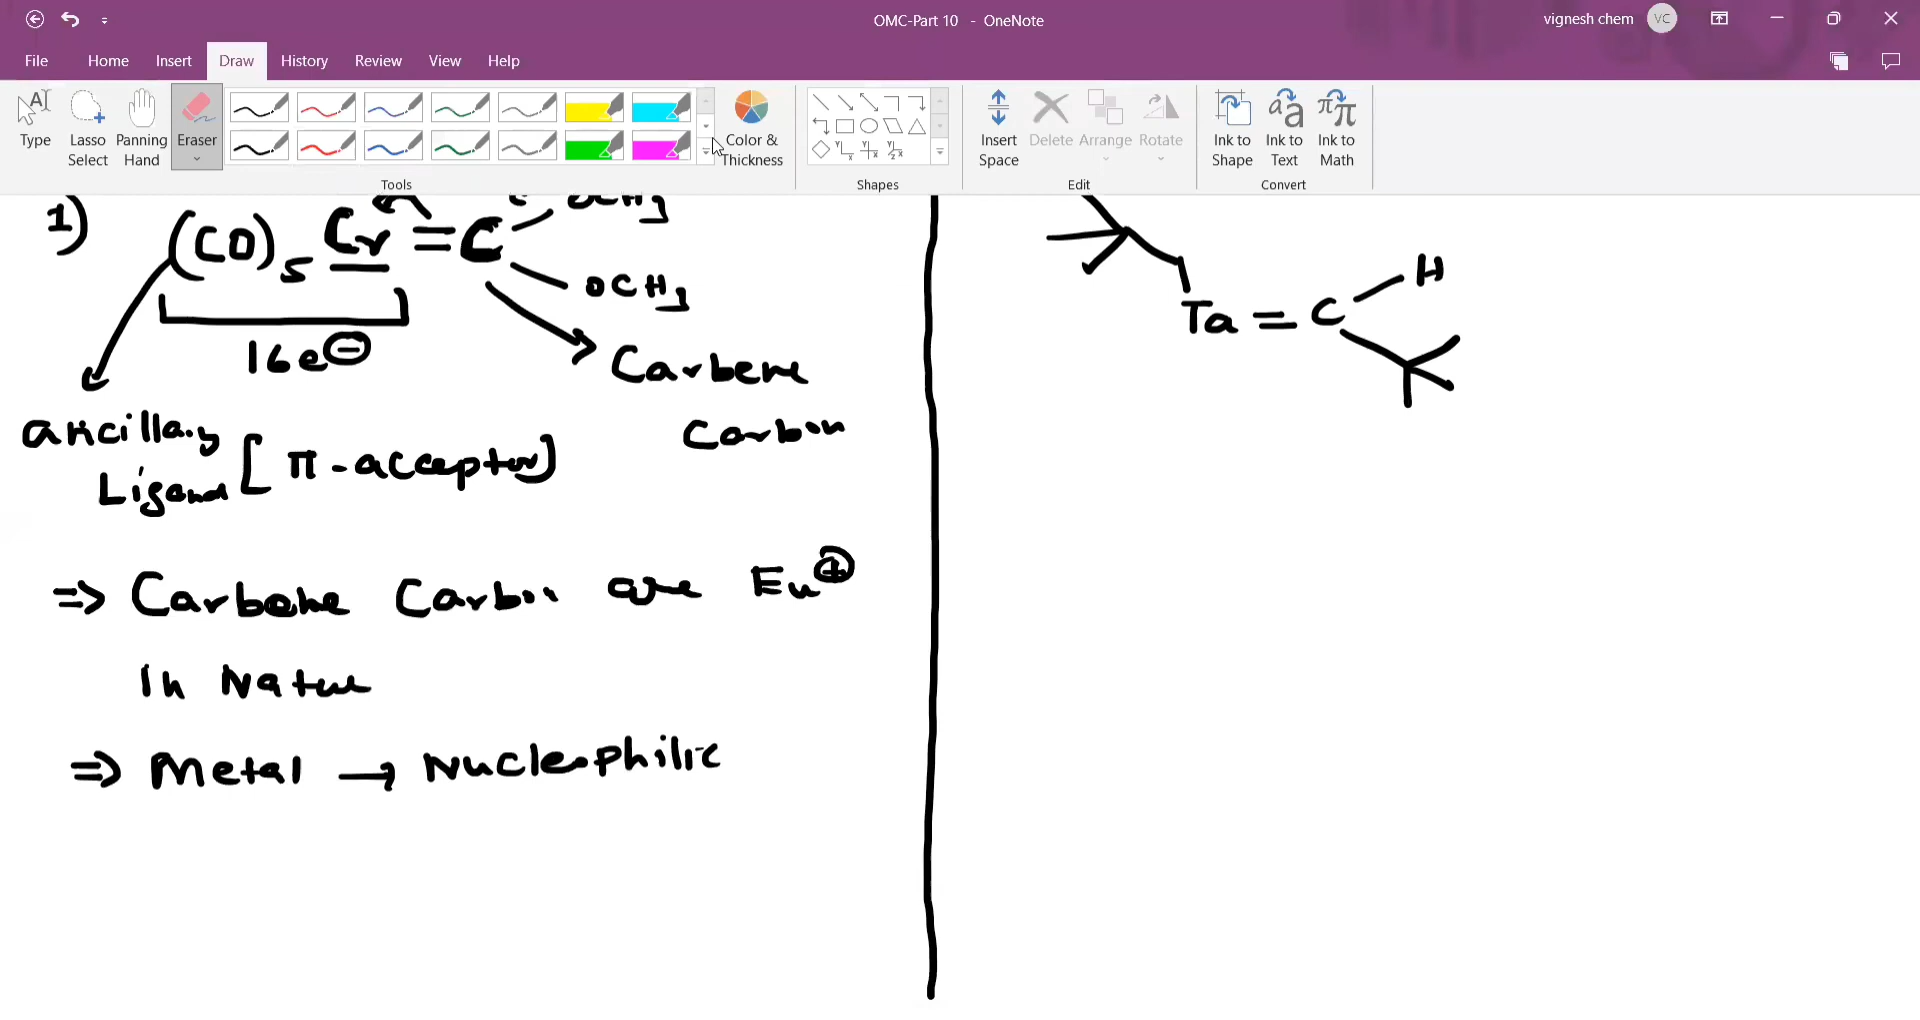 OMC-Part 10 - OneNote
vignesh chem VC
File Home Insert Draw History Review View Help
Type
Lasso Select
Panning Hand
Eraser
Color & Thickness
Insert Space
Delete
Arrange
Rotate
Ink to Shape
Ink to Text
Ink to Math
Tools
Shapes
Edit
Convert
1) (CO)5 Cr = C
OCH3
OCH3
16e⊖
Carbene
Carbon
Ancillary
Ligand [π-acceptor]
=> Carbene Carbon are Eu⊕
In Nature
=> Metal → Nucleophilic
Ta = C
H